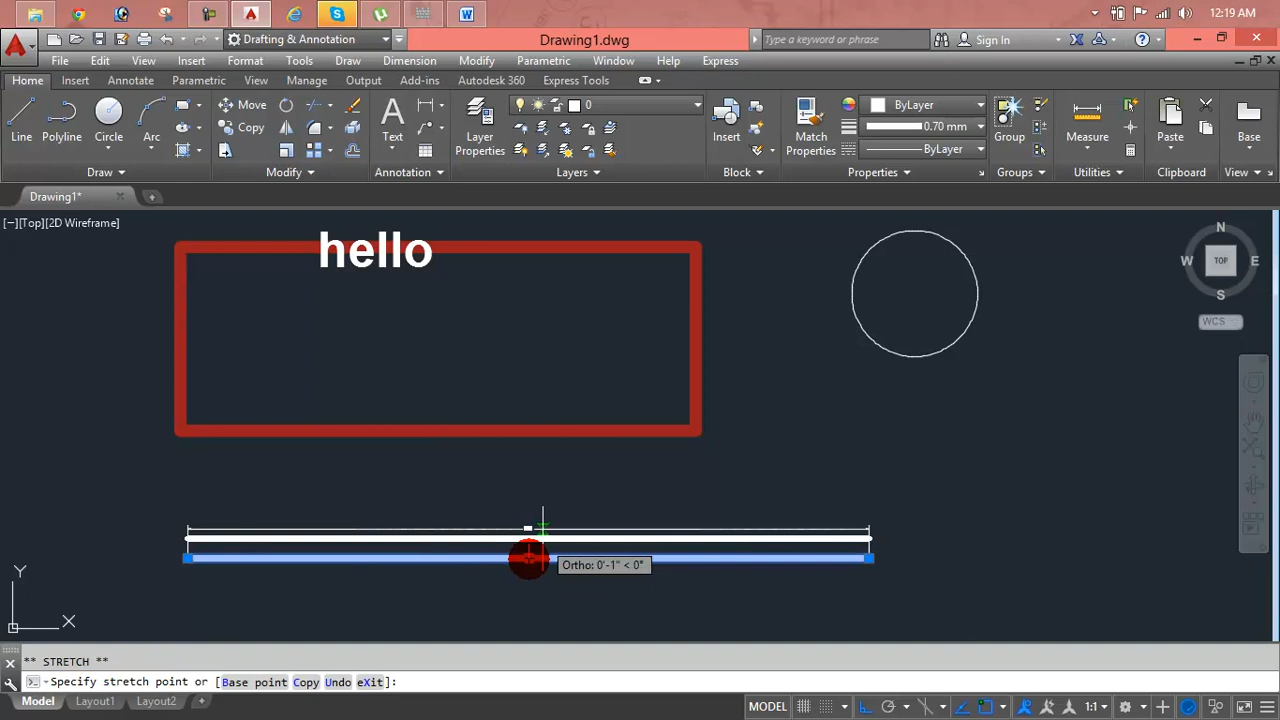 12:19 AM
Drafting & Annotation
Drawing1.dwg
Type a keyword or phrase
Sign In
File Edit View Insert Format Tools Draw Dimension Modify Parametric Window Help Express
Home Insert Annotate Parametric View Manage Output Add-ins Autodesk 360 Express Tools
Line
Polyline
Circle
Arc
Move
Copy
Text
Layer
Properties
0
Insert
Match
Properties
ByLayer
0.70 mm
ByLayer
Group
Measure
Paste
Base
Draw
Modify
Annotation
Layers
Block
Properties
Groups
Utilities
Clipboard
View
Drawing1*
[−][Top][2D Wireframe]
hello
N
W
TOP
E
S
WCS
Ortho: 0'-1" < 0°
Y
X
** STRETCH **
Specify stretch point or [Base point Copy Undo eXit]:
Model Layout1 Layout2
MODEL
1:1